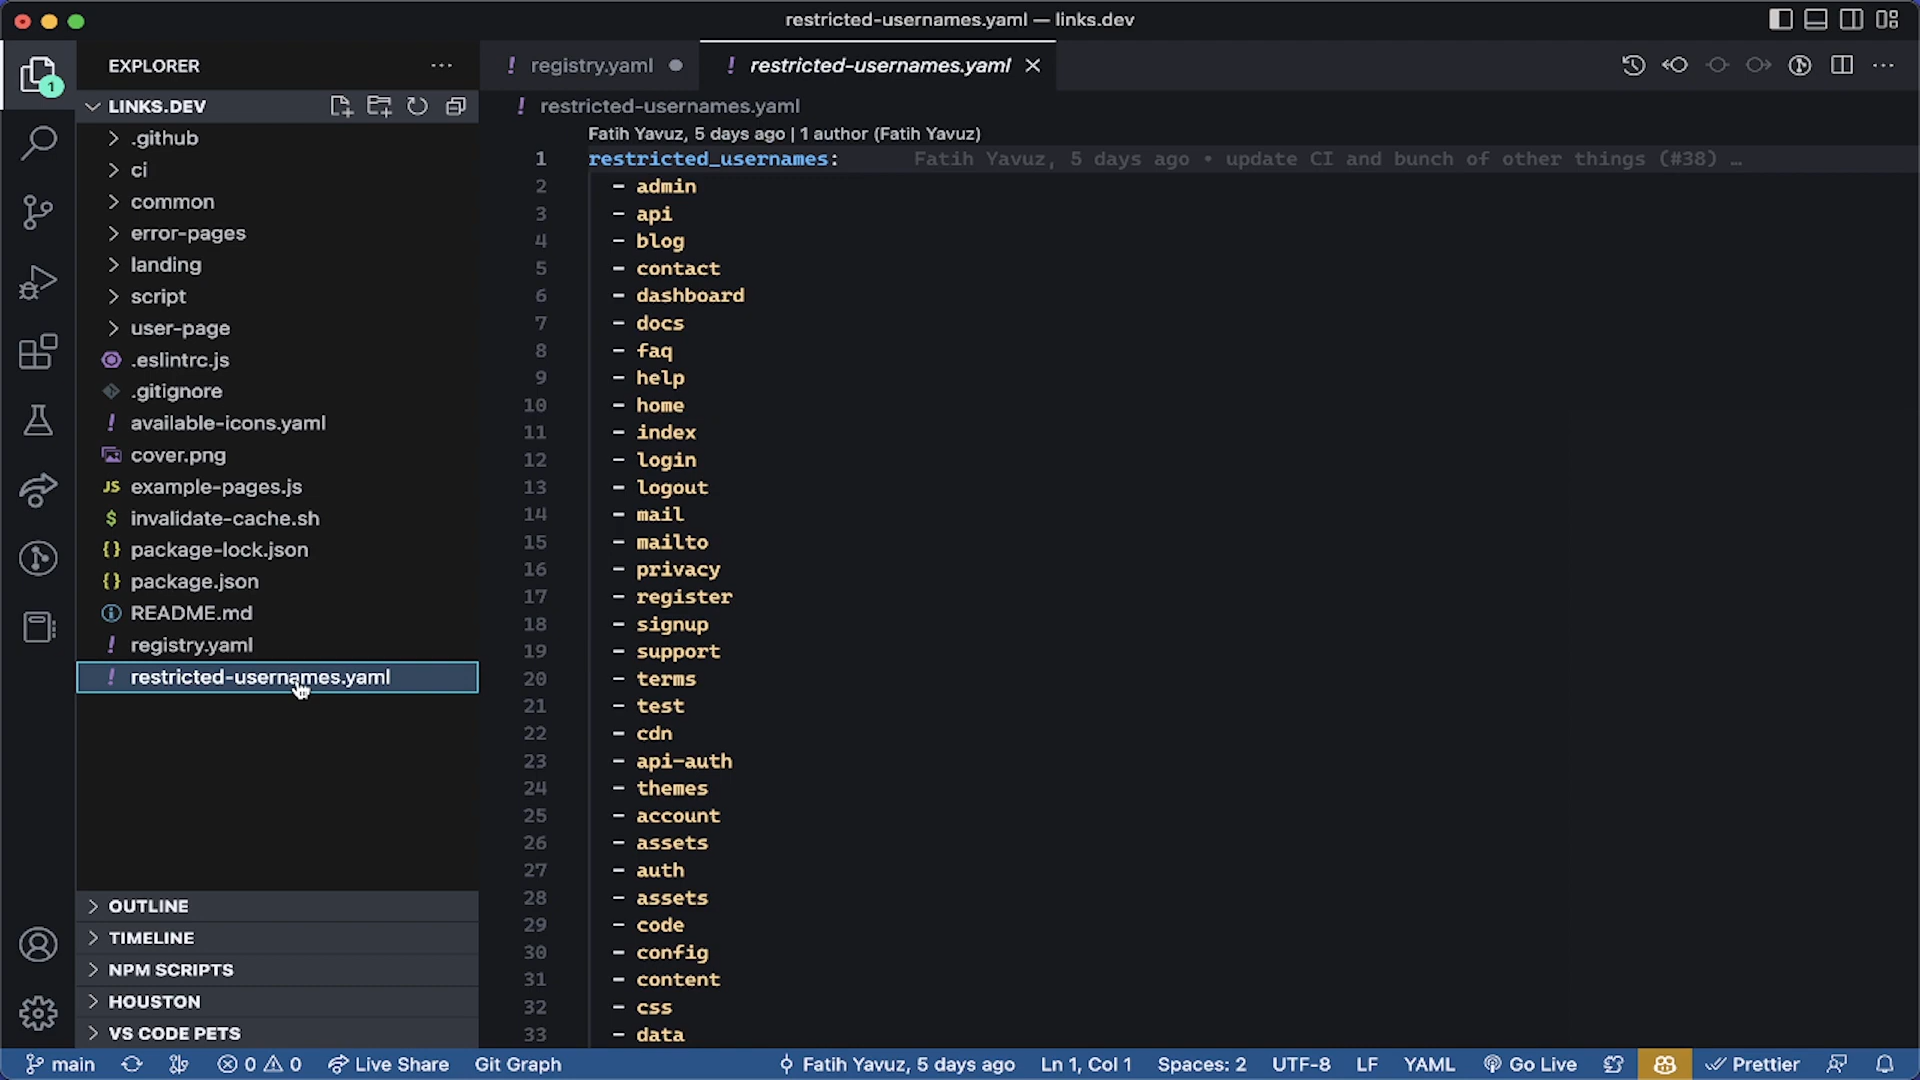 restricted-usernames.yaml — links.dev
1
EXPLORER
LINKS.DEV
.github
ci
common
error-pages
landing
script
user-page
.eslintrc.js
.gitignore
! available-icons.yaml
cover.png
JS example-pages.js
$ invalidate-cache.sh
{} package-lock.json
{} package.json
README.md
! registry.yaml
! restricted-usernames.yaml
OUTLINE
TIMELINE
NPM SCRIPTS
HOUSTON
VS CODE PETS
! registry.yaml
! restricted-usernames.yaml
! restricted-usernames.yaml
Fatih Yavuz, 5 days ago | 1 author (Fatih Yavuz)
1 restricted_usernames: Fatih Yavuz, 5 days ago • update CI and bunch of other things (#38) …
2 - admin
3 - api
4 - blog
5 - contact
6 - dashboard
7 - docs
8 - faq
9 - help
10 - home
11 - index
12 - login
13 - logout
14 - mail
15 - mailto
16 - privacy
17 - register
18 - signup
19 - support
20 - terms
21 - test
22 - cdn
23 - api-auth
24 - themes
25 - account
26 - assets
27 - auth
28 - assets
29 - code
30 - config
31 - content
32 - css
33 - data
main 0 0 Live Share Git Graph Fatih Yavuz, 5 days ago Ln 1, Col 1 Spaces: 2 UTF-8 LF YAML Go Live Prettier